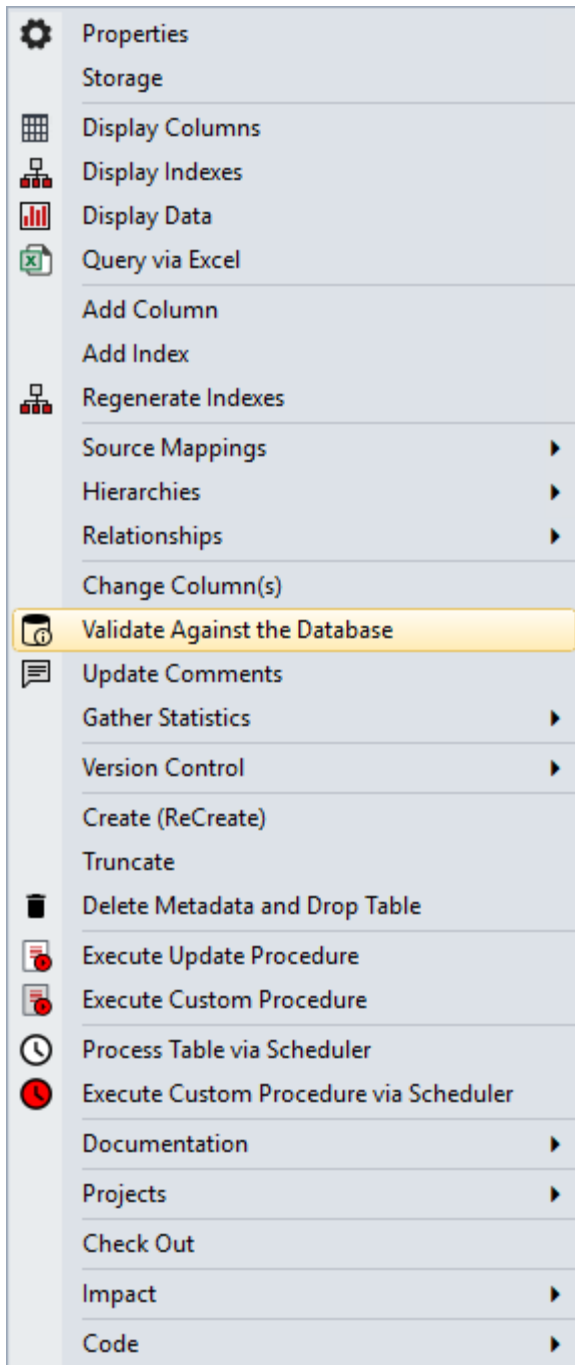 Properties
Storage
Display Columns
Display Indexes
Display Data
Query via Excel
Add Column
Add Index
Regenerate Indexes
Source Mappings
Hierarchies
Relationships
Change Column(s)
Validate Against the Database
Update Comments
Gather Statistics
Version Control
Create (ReCreate)
Truncate
Delete Metadata and Drop Table
Execute Update Procedure
Execute Custom Procedure
Process Table via Scheduler
Execute Custom Procedure via Scheduler
Documentation
Projects
Check Out
Impact
Code